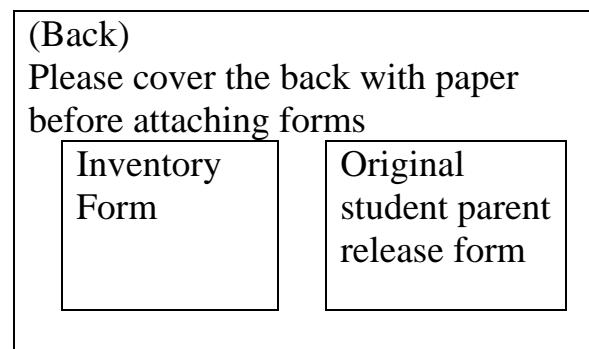 (Back)
Please cover the back with paper
before attaching forms
Inventory
Form
Original
student parent
release form